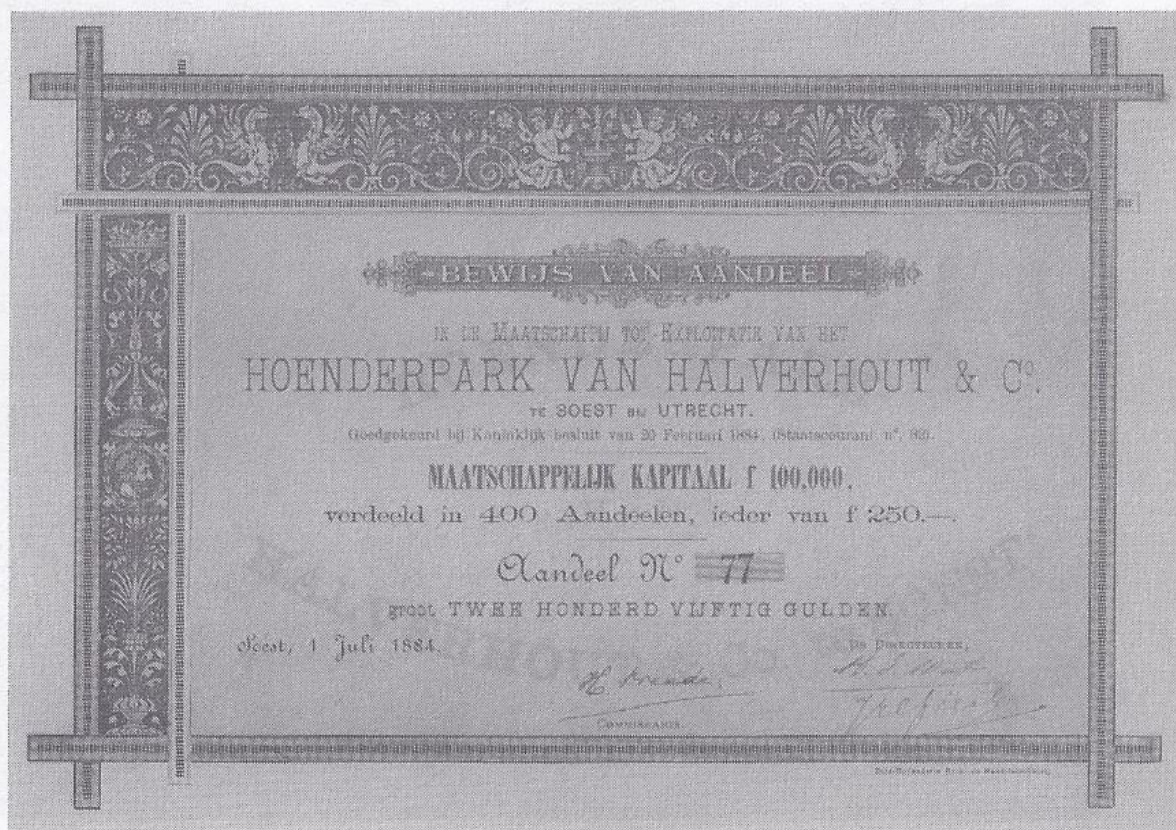 BEWIJS VAN AANDEEL
IN DE MAATSCHAPPIJ TOT EXPLOITATIE VAN HET
HOENDERPARK VAN HALVERHOUT & Cº.
TE SOEST BIJ UTRECHT.
Goedgekeurd bij Koninklijk besluit van 20 Februari 1884. (Staatscourant nº. 92).
MAATSCHAPPELIJK KAPITAAL f 100,000.
verdeeld in 400 Aandeelen, ieder van f 250.—.
Aandeel Nº 77
groot TWEE HONDERD VIJFTIG GULDEN.
Soest, 1 Juli 1884.
DE DIRECTEUREN,
COMMISSARIS.